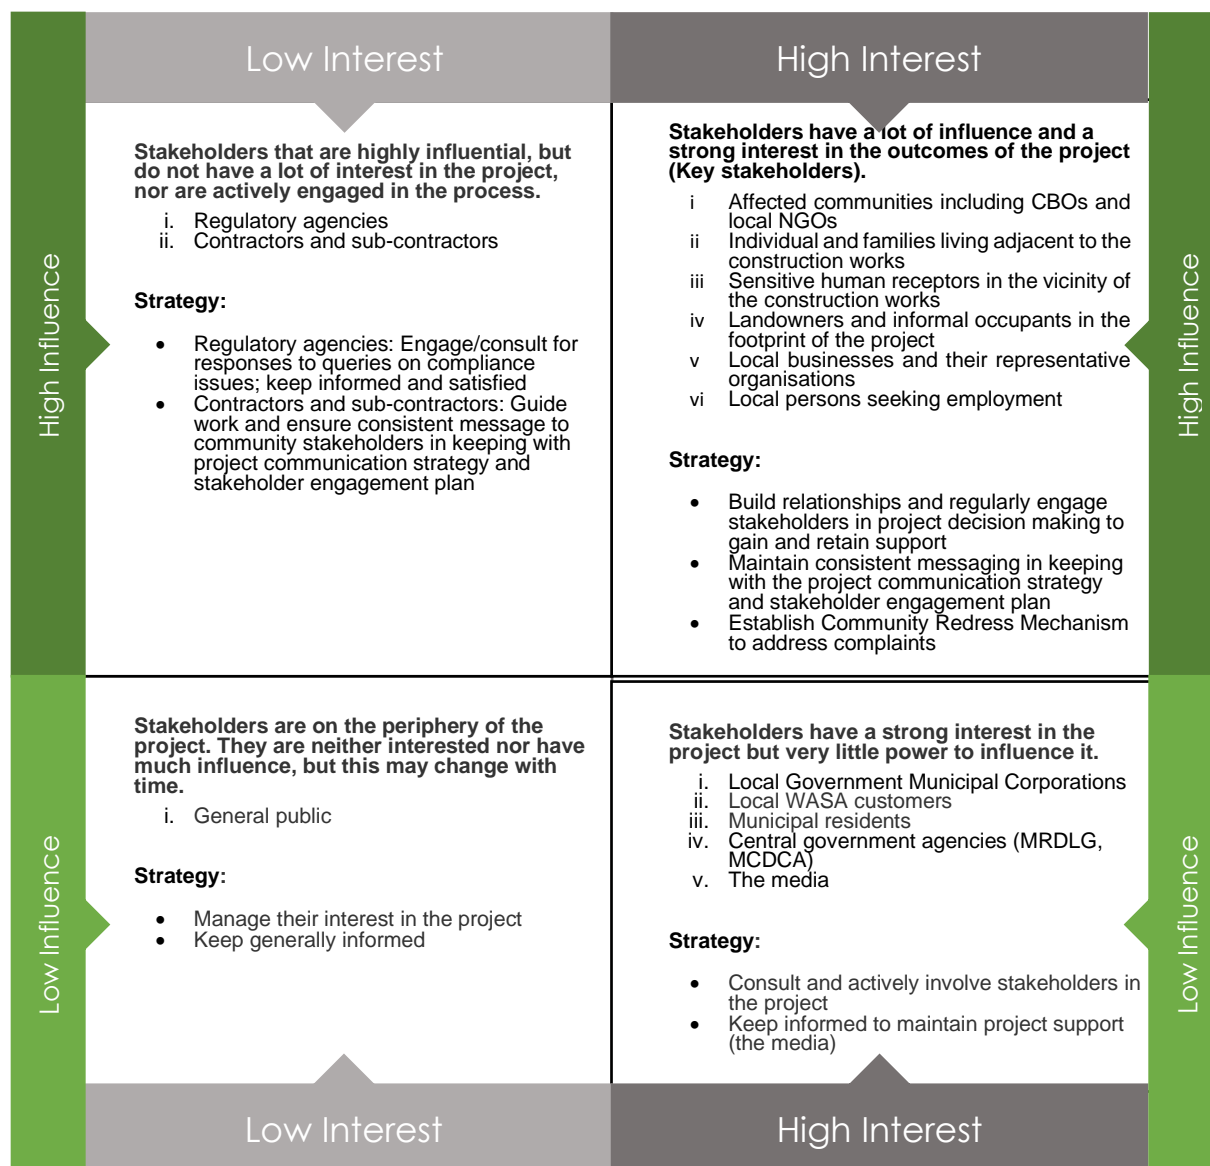 Low Interest
High Interest
High Influence
Stakeholders that are highly influential, but
do not have a lot of interest in the project,
nor are actively engaged in the process.
i. Regulatory agencies
ii. Contractors and sub-contractors
Strategy:
• Regulatory agencies: Engage/consult for
responses to queries on compliance
issues; keep informed and satisfied
• Contractors and sub-contractors: Guide
work and ensure consistent message to
community stakeholders in keeping with
project communication strategy and
stakeholder engagement plan
Stakeholders have a lot of influence and a
strong interest in the outcomes of the project
(Key stakeholders).
i Affected communities including CBOs and
local NGOs
ii Individual and families living adjacent to the
construction works
iii Sensitive human receptors in the vicinity of
the construction works
iv Landowners and informal occupants in the
footprint of the project
v Local businesses and their representative
organisations
vi Local persons seeking employment
Strategy:
• Build relationships and regularly engage
stakeholders in project decision making to
gain and retain support
• Maintain consistent messaging in keeping
with the project communication strategy
and stakeholder engagement plan
• Establish Community Redress Mechanism
to address complaints
High Influence
Low Influence
Stakeholders are on the periphery of the
project. They are neither interested nor have
much influence, but this may change with
time.
i. General public
Strategy:
• Manage their interest in the project
• Keep generally informed
Stakeholders have a strong interest in the
project but very little power to influence it.
i. Local Government Municipal Corporations
ii. Local WASA customers
iii. Municipal residents
iv. Central government agencies (MRDLG,
MCDCA)
v. The media
Strategy:
• Consult and actively involve stakeholders in
the project
• Keep informed to maintain project support
(the media)
Low Influence
Low Interest
High Interest